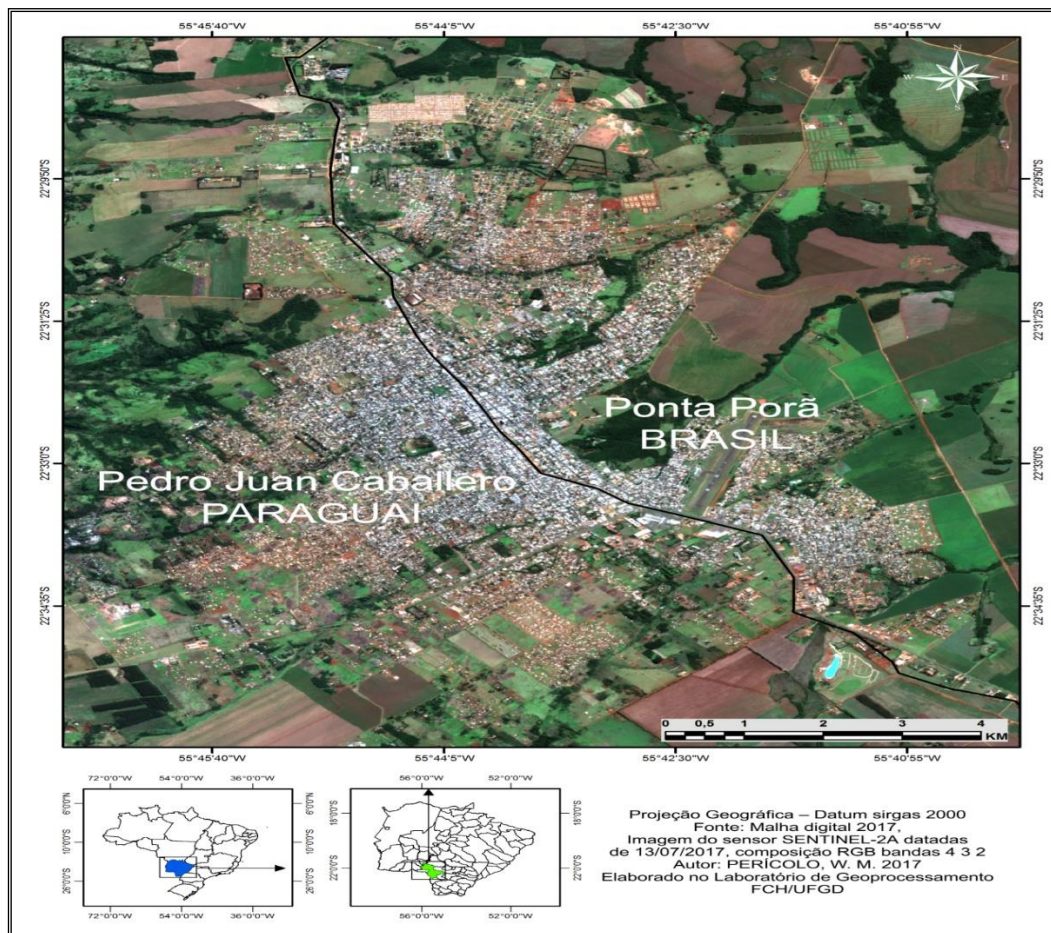 55°45'40"W 55°44'5"W 55°42'30"W 55°40'55"W
N
W E
S
22°29'50"S 22°29'50"S
22°31'25"S 22°31'25"S
Ponta Porã
BRASIL
22°33'0"S 22°33'0"S
Pedro Juan Caballero
PARAGUAI
22°34'35"S 22°34'35"S
0 0,5 1 2 3 4
KM
55°45'40"W 55°44'5"W 55°42'30"W 55°40'55"W
72°0'0"W 54°0'0"W 36°0'0"W
56°0'0"W 52°0'0"W
18°0'0"S 18°0'0"S
22°0'0"S 22°0'0"S
72°0'0"W 54°0'0"W 36°0'0"W
56°0'0"W 52°0'0"W
Projeção Geográfica – Datum sirgas 2000
Fonte: Malha digital 2017,
Imagem do sensor SENTINEL-2A datadas
de 13/07/2017, composição RGB bandas 4 3 2
Autor: PERÍCOLO, W. M. 2017
Elaborado no Laboratório de Geoprocessamento
FCH/UFGD